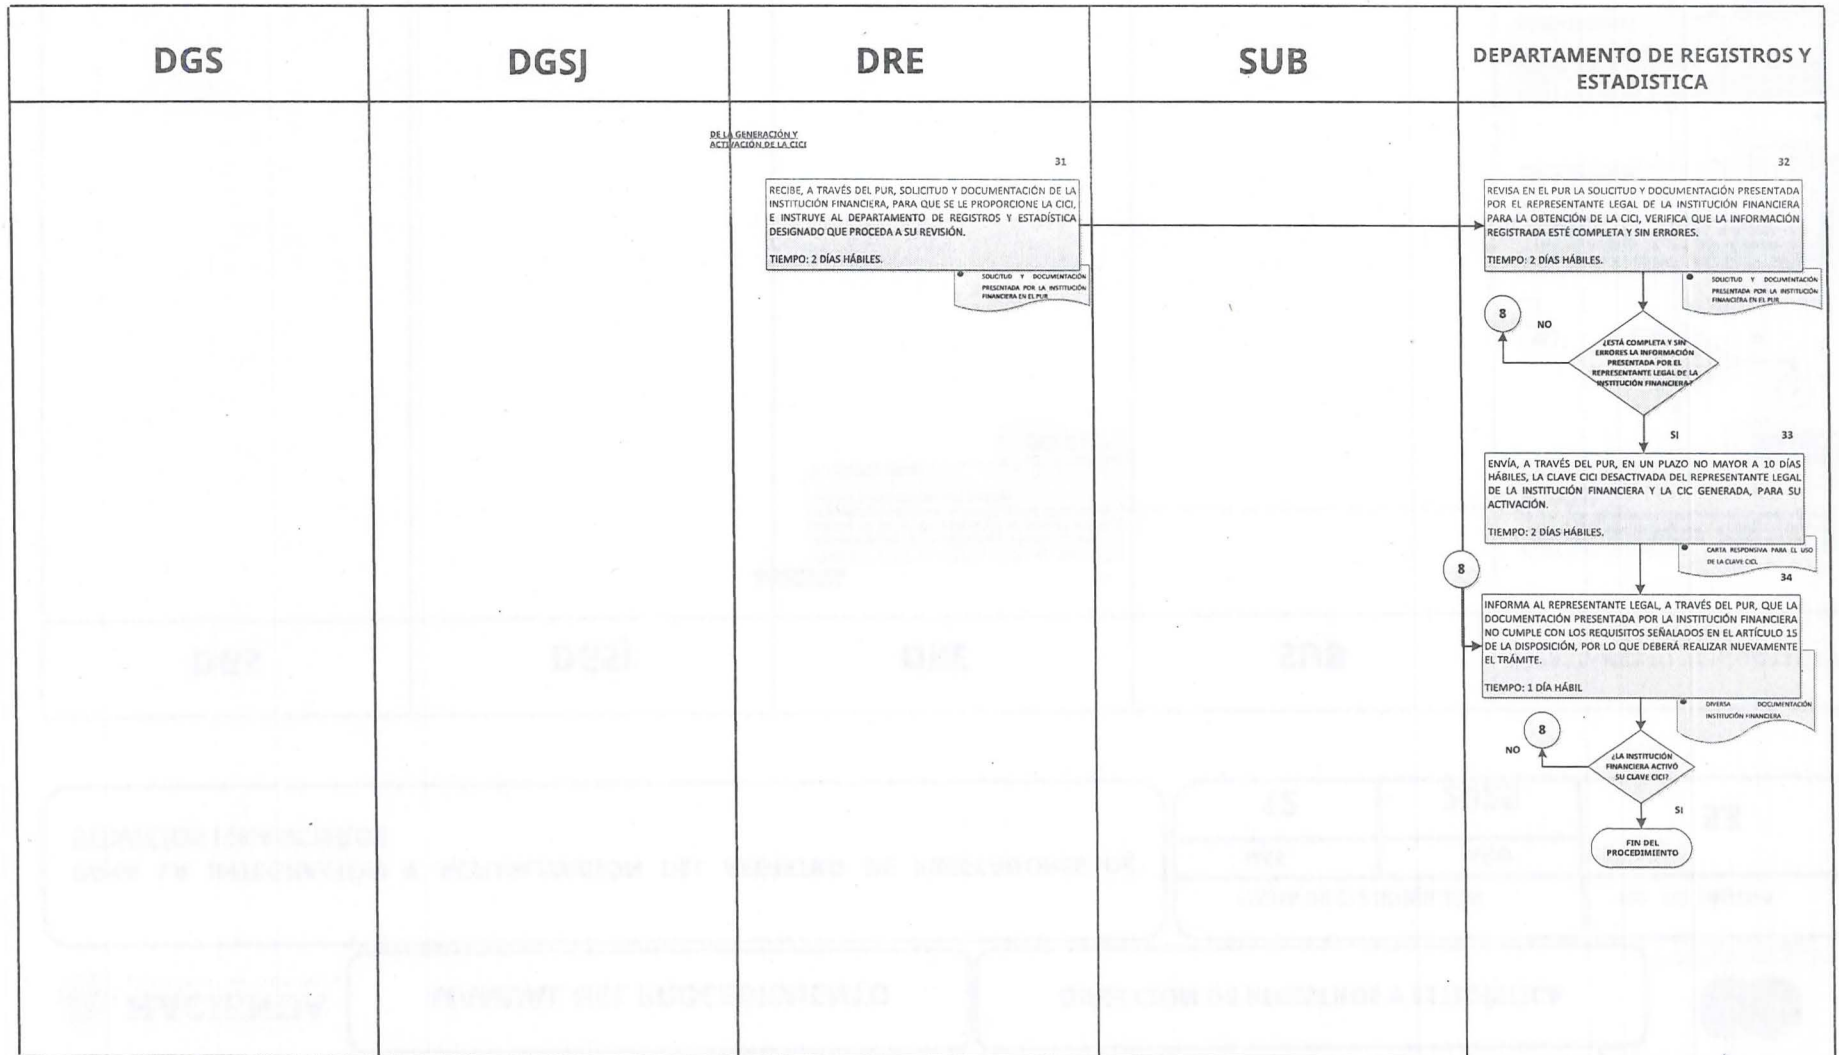 DGS
DGSJ
DRE
SUB
DEPARTAMENTO DE REGISTROS Y
ESTADISTICA
DE LA GENERACIÓN Y
ACTIVACIÓN DE LA CICI
31
RECIBE, A TRAVÉS DEL PUR, SOLICITUD Y DOCUMENTACIÓN DE LA
INSTITUCIÓN FINANCIERA, PARA QUE SE LE PROPORCIONE LA CICI,
E INSTRUYE AL DEPARTAMENTO DE REGISTROS Y ESTADÍSTICA
DESIGNADO QUE PROCEDA A SU REVISIÓN.
TIEMPO: 2 DÍAS HÁBILES.
SOLICITUD Y DOCUMENTACIÓN
PRESENTADA POR LA INSTITUCIÓN
FINANCIERA EN EL PUR
32
REVISA EN EL PUR LA SOLICITUD Y DOCUMENTACIÓN PRESENTADA
POR EL REPRESENTANTE LEGAL DE LA INSTITUCIÓN FINANCIERA
PARA LA OBTENCIÓN DE LA CICI, VERIFICA QUE LA INFORMACIÓN
REGISTRADA ESTÉ COMPLETA Y SIN ERRORES.
TIEMPO: 2 DÍAS HÁBILES.
SOLICITUD Y DOCUMENTACIÓN
PRESENTADA POR LA INSTITUCIÓN
FINANCIERA EN EL PUR
8
NO
¿ESTÁ COMPLETA Y SIN
ERRORES LA INFORMACIÓN
PRESENTADA POR EL
REPRESENTANTE LEGAL DE LA
INSTITUCIÓN FINANCIERA?
SI
33
ENVÍA, A TRAVÉS DEL PUR, EN UN PLAZO NO MAYOR A 10 DÍAS
HÁBILES, LA CLAVE CICI DESACTIVADA DEL REPRESENTANTE LEGAL
DE LA INSTITUCIÓN FINANCIERA Y LA CIC GENERADA, PARA SU
ACTIVACIÓN.
TIEMPO: 2 DÍAS HÁBILES.
CARTA RESPONSIVA PARA EL USO
DE LA CLAVE CICI.
8
34
INFORMA AL REPRESENTANTE LEGAL, A TRAVÉS DEL PUR, QUE LA
DOCUMENTACIÓN PRESENTADA POR LA INSTITUCIÓN FINANCIERA
NO CUMPLE CON LOS REQUISITOS SEÑALADOS EN EL ARTÍCULO 15
DE LA DISPOSICIÓN, POR LO QUE DEBERÁ REALIZAR NUEVAMENTE
EL TRÁMITE.
TIEMPO: 1 DÍA HÁBIL
DIVERSA DOCUMENTACIÓN
INSTITUCIÓN FINANCIERA
8
NO
¿LA INSTITUCIÓN
FINANCIERA ACTIVÓ
SU CLAVE CICI?
SI
FIN DEL
PROCEDIMIENTO